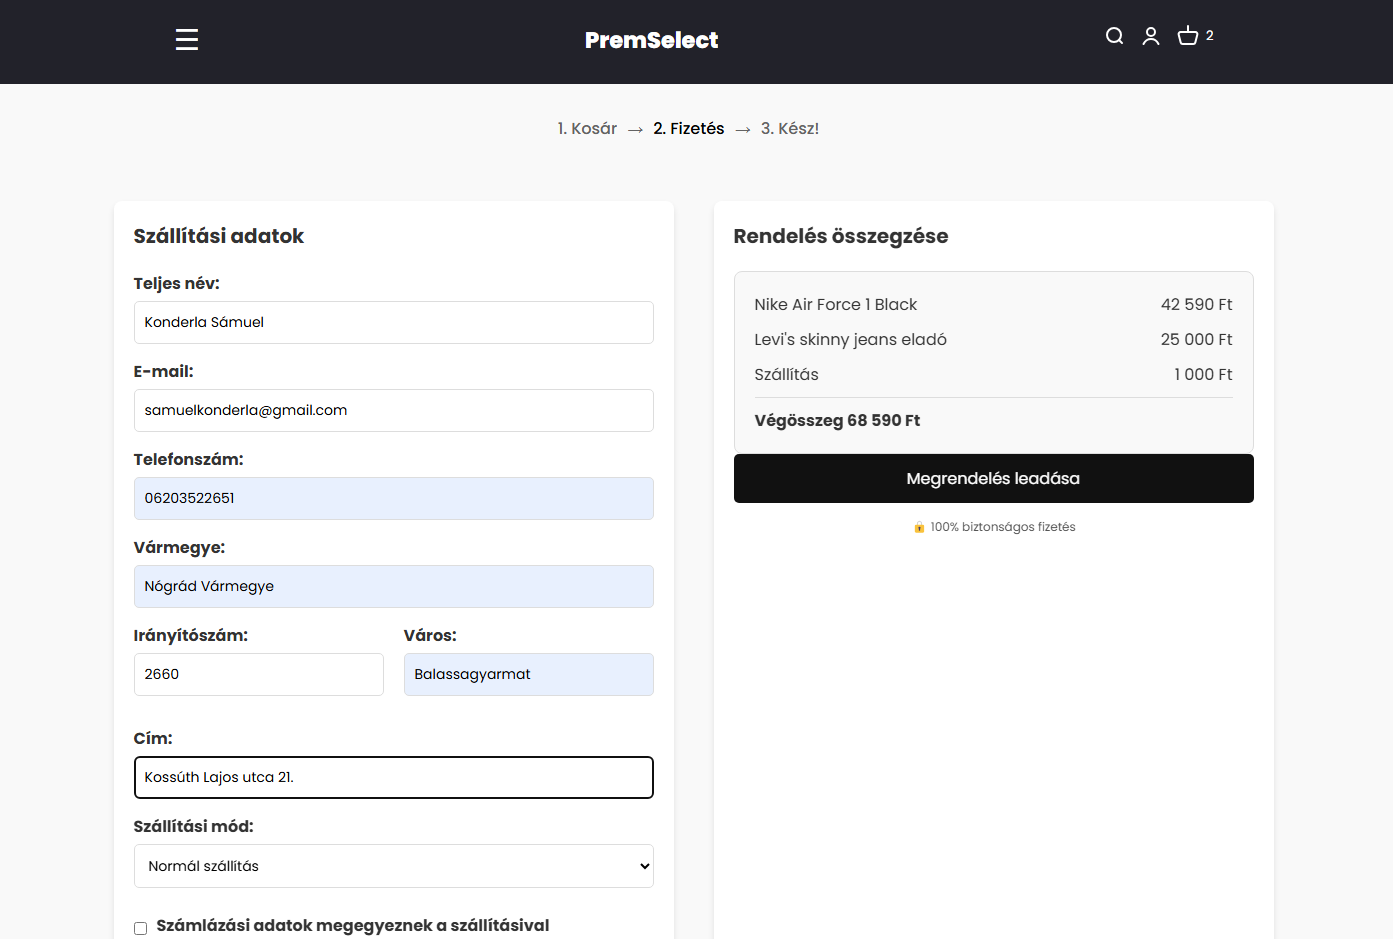 PremSelect
2
1. Kosár → 2. Fizetés → 3. Kész!
Szállítási adatok
Teljes név:
Konderla Sámuel
E-mail:
samuelkonderla@gmail.com
Telefonszám:
06203522651
Vármegye:
Nógrád Vármegye
Irányítószám:
2660
Város:
Balassagyarmat
Cím:
Kossúth Lajos utca 21.
Szállítási mód:
Normál szállítás
Számlázási adatok megegyeznek a szállításival
Rendelés összegzése
Nike Air Force 1 Black 42 590 Ft
Levi's skinny jeans eladó 25 000 Ft
Szállítás 1 000 Ft
Végösszeg 68 590 Ft
Megrendelés leadása
🔒 100% biztonságos fizetés